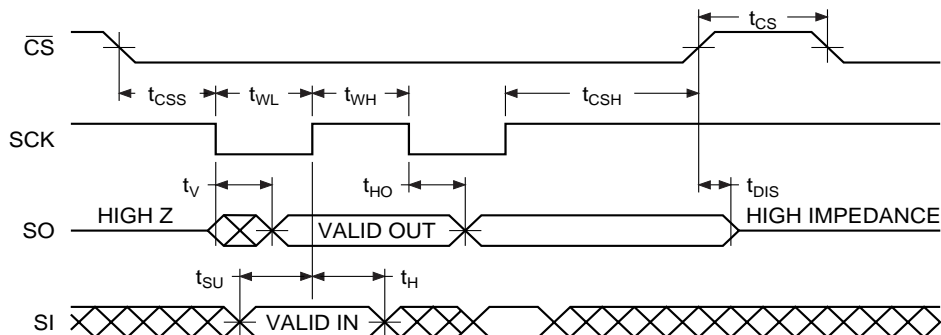 t_CS
C̅S̅
t_CSS t_WL t_WH t_CSH
SCK
t_V t_HO t_DIS
HIGH Z VALID OUT HIGH IMPEDANCE
SO
t_SU t_H
SI VALID IN